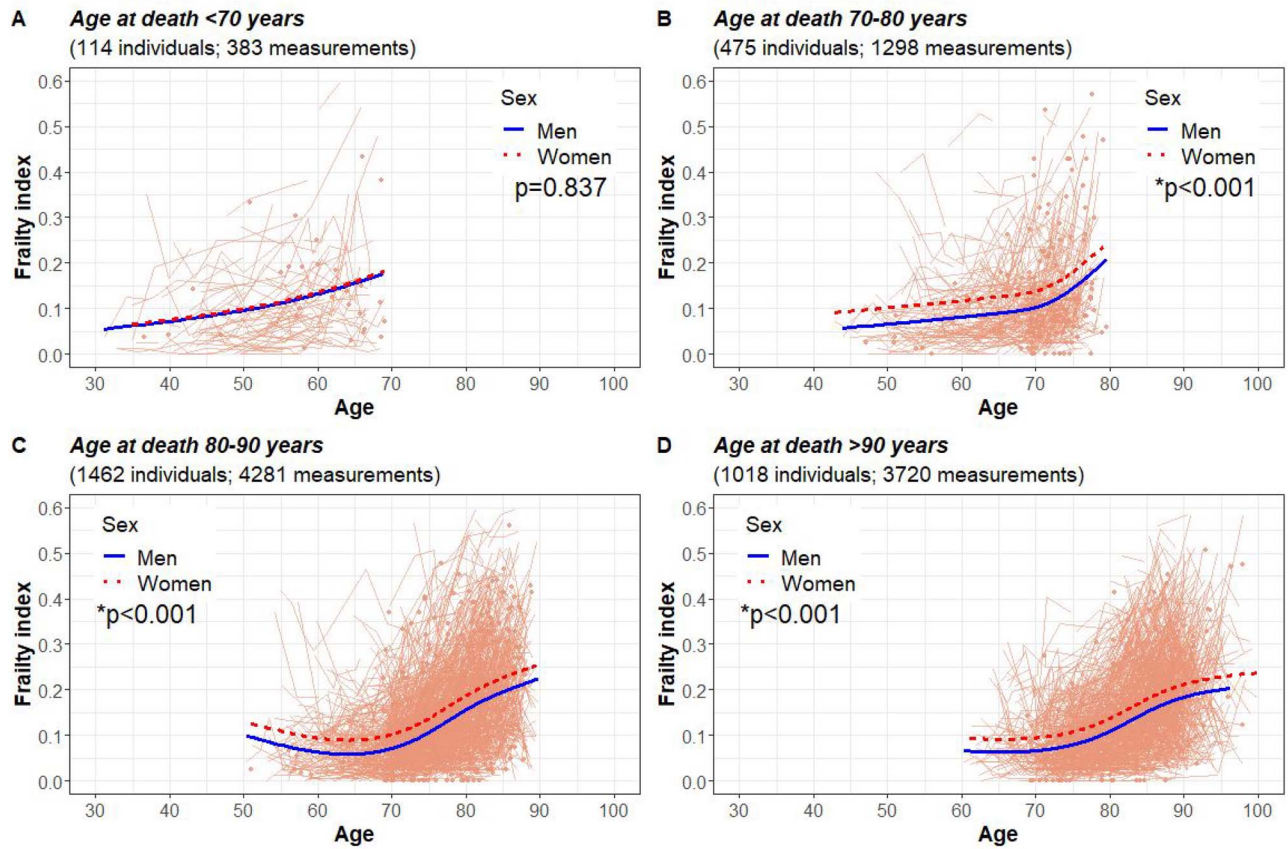 A Age at death <70 years
(114 individuals; 383 measurements)
0.6
0.5
0.4
0.3
0.2
0.1
0.0
Frailty index
Sex
Men
Women
p=0.837
30 40 50 60 70 80 90 100
Age
B Age at death 70-80 years
(475 individuals; 1298 measurements)
0.6
0.5
0.4
0.3
0.2
0.1
0.0
Frailty index
Sex
Men
Women
*p<0.001
30 40 50 60 70 80 90 100
Age
C Age at death 80-90 years
(1462 individuals; 4281 measurements)
0.6
0.5
0.4
0.3
0.2
0.1
0.0
Frailty index
Sex
Men
Women
*p<0.001
30 40 50 60 70 80 90 100
Age
D Age at death >90 years
(1018 individuals; 3720 measurements)
0.6
0.5
0.4
0.3
0.2
0.1
0.0
Frailty index
Sex
Men
Women
*p<0.001
30 40 50 60 70 80 90 100
Age